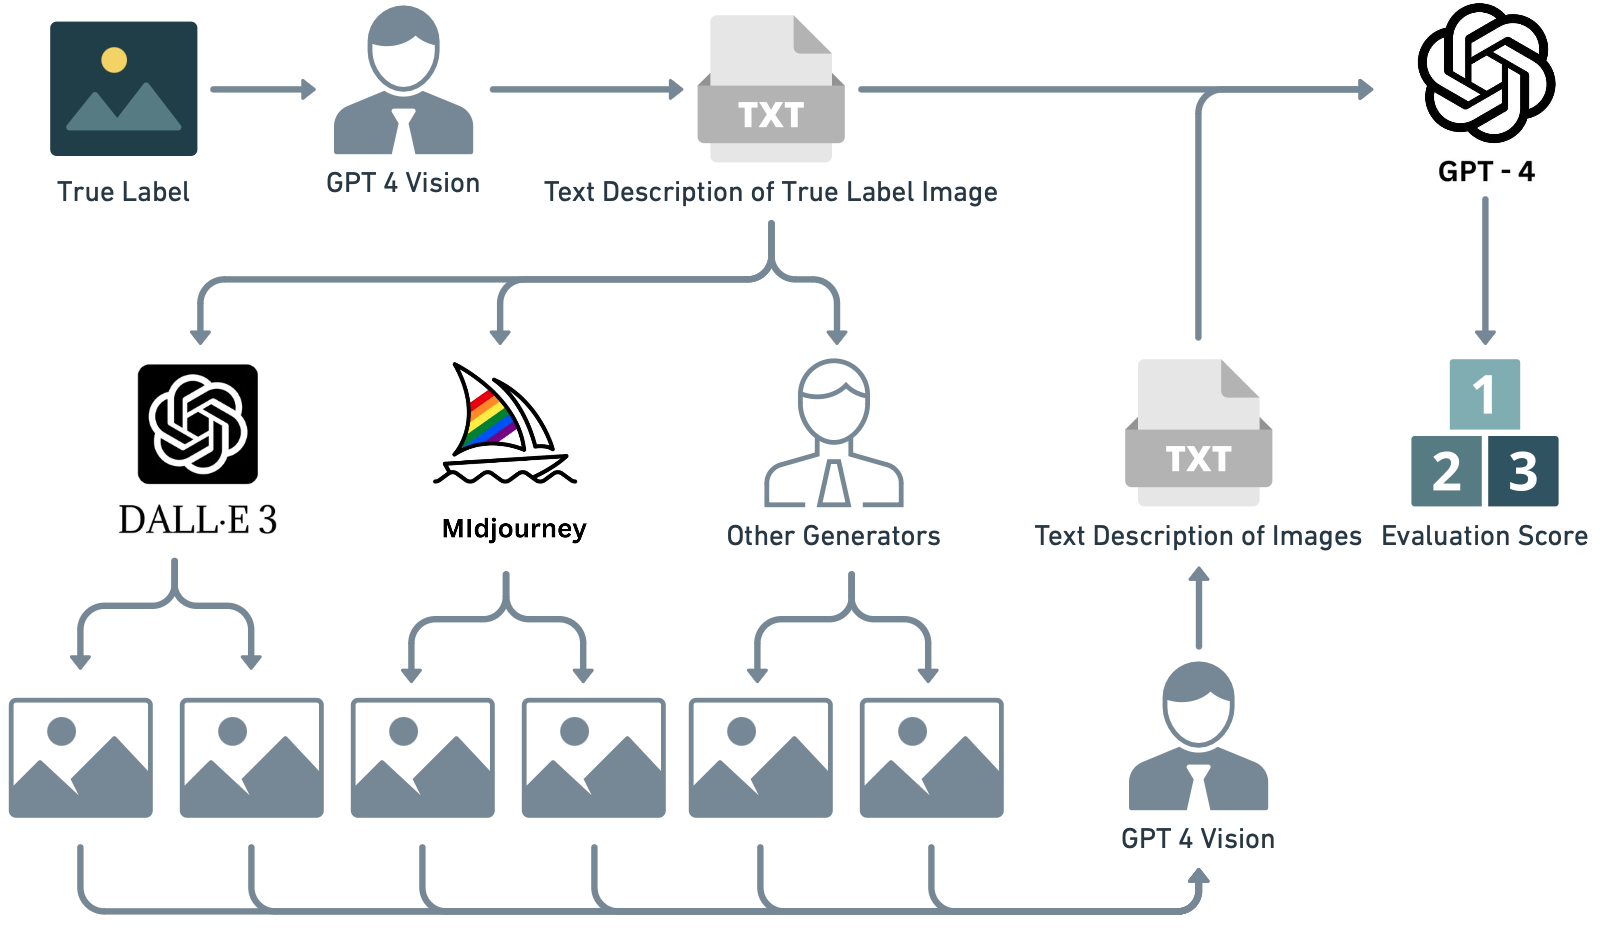 TXT
GPT - 4
True Label
GPT 4 Vision
Text Description of True Label Image
DALL·E 3
MIdjourney
Other Generators
TXT
Text Description of Images
1
2 3
Evaluation Score
GPT 4 Vision